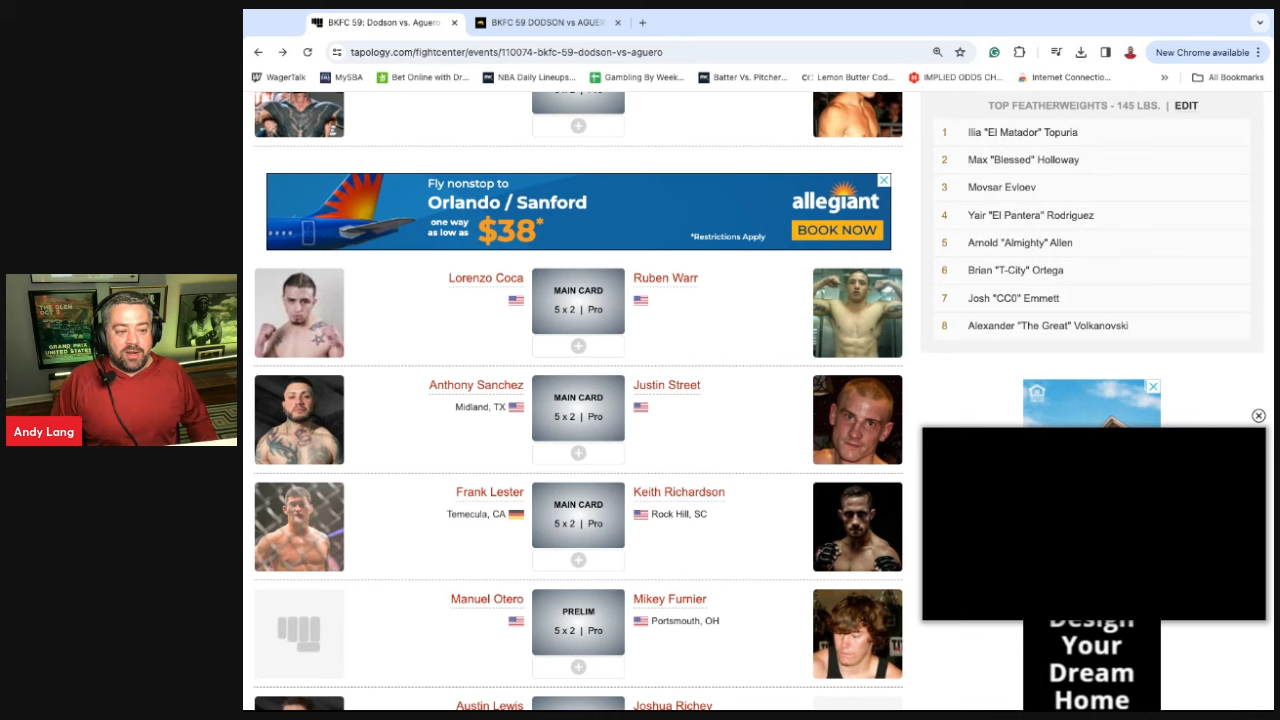 BKFC 59: Dodson vs. Aguero
BKFC 59 DODSON vs AGUER
tapology.com/fightcenter/events/110074-bkfc-59-dodson-vs-aguero
New Chrome available
WagerTalk
MySBA
Bet Online with Dr...
NBA Daily Lineups...
Gambling By Week...
Batter Vs. Pitcher...
Lemon Butter Cod...
IMPLIED ODDS CH...
Internet Connectio...
All Bookmarks
TOP FEATHERWEIGHTS - 145 LBS. | EDIT
1 Ilia "El Matador" Topuria
2 Max "Blessed" Holloway
3 Movsar Evloev
4 Yair "El Pantera" Rodriguez
5 Arnold "Almighty" Allen
6 Brian "T-City" Ortega
7 Josh "CC0" Emmett
8 Alexander "The Great" Volkanovski
Fly nonstop to
Orlando / Sanford
one way
as low as $38*
*Restrictions Apply
allegiant
BOOK NOW
Lorenzo Coca
MAIN CARD
5 x 2 | Pro
Ruben Warr
Anthony Sanchez
Midland, TX
MAIN CARD
5 x 2 | Pro
Justin Street
Frank Lester
Temecula, CA
MAIN CARD
5 x 2 | Pro
Keith Richardson
Rock Hill, SC
Manuel Otero
PRELIM
5 x 2 | Pro
Mikey Furnier
Portsmouth, OH
Austin Lewis
Joshua Richey
Design
Your
Dream
Home
THE GLEN
OCT 3
GRAND PRIX
UNITED STATES
Andy Lang